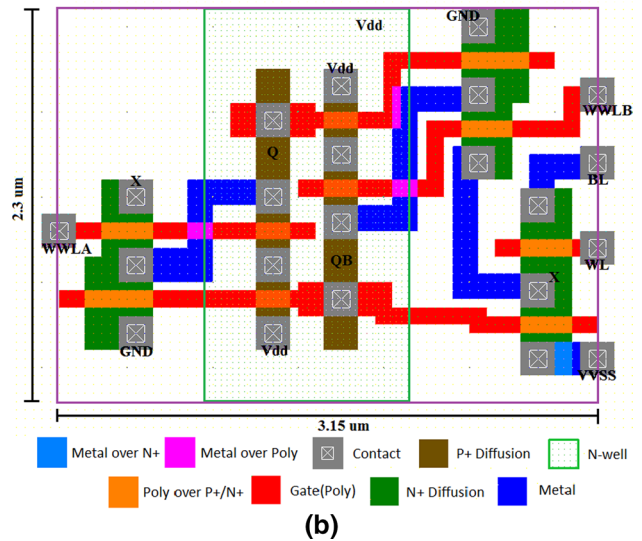 GND
Vdd
Vdd
WWLB
Q
BL
X
2.3 um
WWLA
WL
QB
X
GND
Vdd
VVSS
3.15 um
Metal over N+
Metal over Poly
Contact
P+ Diffusion
N-well
Poly over P+/N+
Gate(Poly)
N+ Diffusion
Metal
(b)